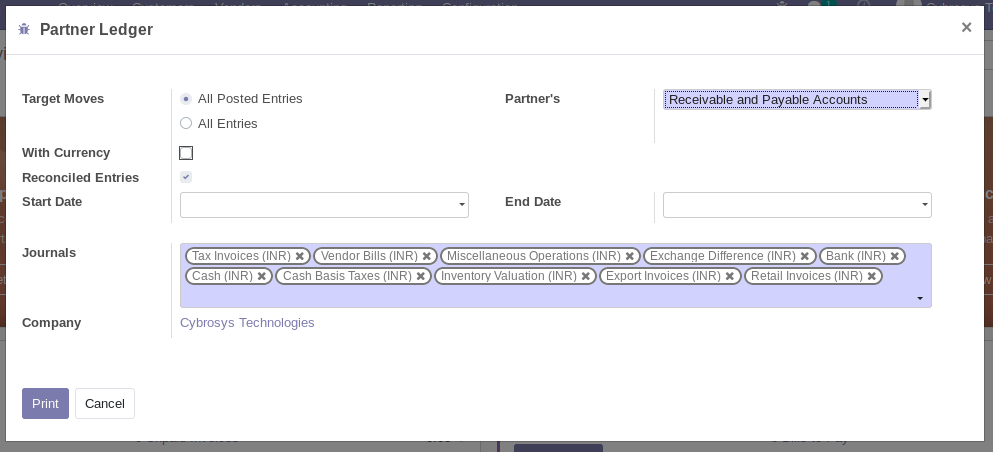 Partner Ledger ×
Target Moves All Posted Entries Partner's Receivable and Payable Accounts
All Entries
With Currency
Reconciled Entries
Start Date End Date
Journals Tax Invoices (INR) Vendor Bills (INR) Miscellaneous Operations (INR) Exchange Difference (INR) Bank (INR)
Cash (INR) Cash Basis Taxes (INR) Inventory Valuation (INR) Export Invoices (INR) Retail Invoices (INR)
Company Cybrosys Technologies
Print Cancel